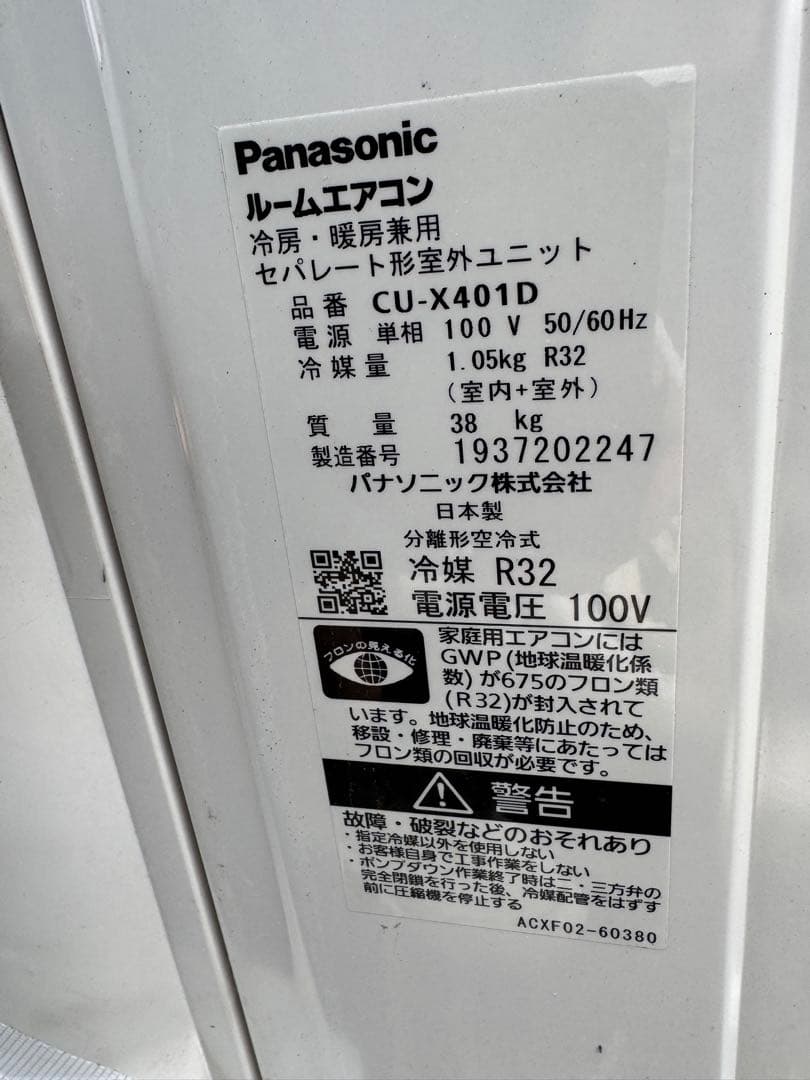 Panasonic
ルームエアコン
冷房・暖房兼用
セパレート形室外ユニット
品番 CU-X401D
電源 単相 100 V 50/60Hz
冷媒量 1.05kg R32
(室内+室外)
質量 38 kg
製造番号 1937202247
パナソニック株式会社
日本製
分離形空冷式
冷媒 R32
電源電圧 100V
フロンの見える化
家庭用エアコンには
GWP(地球温暖化係
数)が675のフロン類
(R32)が封入されて
います。地球温暖化防止のため、
移設・修理・廃棄等にあたっては
フロン類の回収が必要です。
警告
故障・破裂などのおそれあり
・指定冷媒以外を使用しない
・お客様自身で工事作業をしない
・ポンプダウン作業終了時は二・三方弁の
完全閉鎖を行った後、冷媒配管をはずす
前に圧縮機を停止する
ACXF02-60380